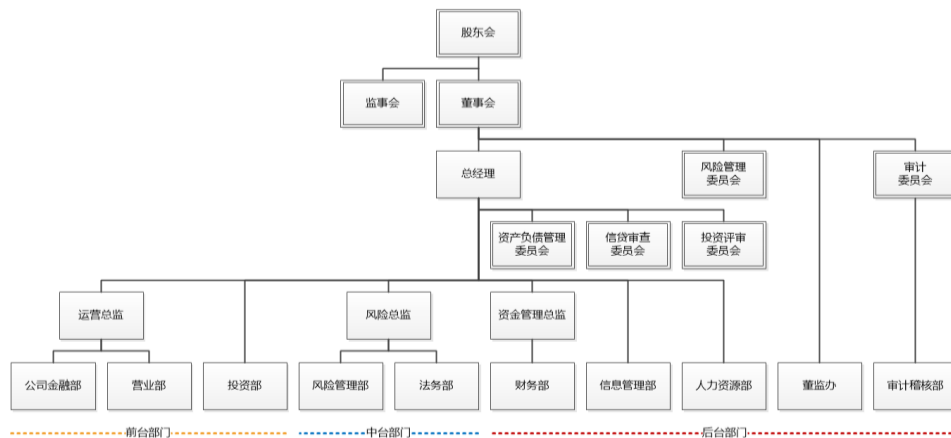 股东会
监事会
董事会
总经理
风险管理
委员会
审计
委员会
资产负债管理
委员会
信贷审查
委员会
投资评审
委员会
运营总监
风险总监
资金管理总监
公司金融部
营业部
投资部
风险管理部
法务部
财务部
信息管理部
人力资源部
董监办
审计稽核部
前台部门
中台部门
后台部门